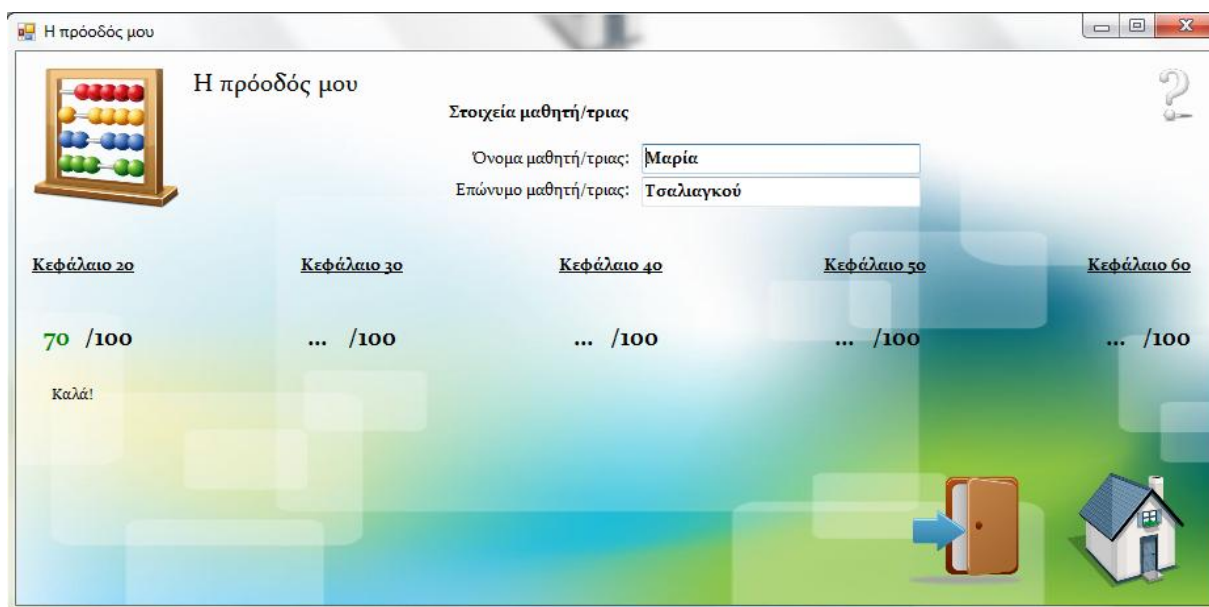 Η πρόοδός μου
Η πρόοδός μου
Στοιχεία μαθητή/τριας
Όνομα μαθητή/τριας: Μαρία
Επώνυμο μαθητή/τριας: Τσαλιαγκού
Κεφάλαιο 2ο Κεφάλαιο 3ο Κεφάλαιο 4ο Κεφάλαιο 5ο Κεφάλαιο 6ο
70 /100 ... /100 ... /100 ... /100 ... /100
Καλά!